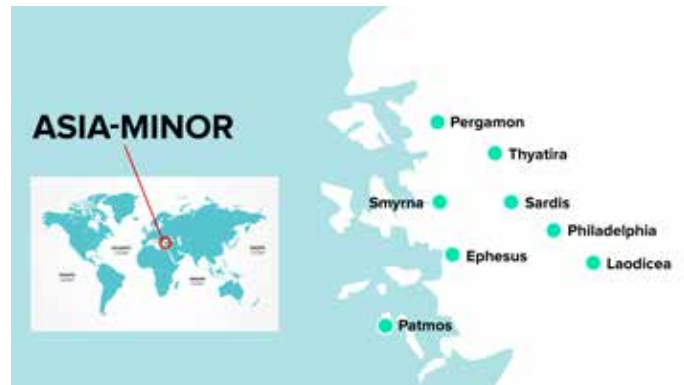 ASIA-MINOR
Pergamon
Thyatira
Smyrna
Sardis
Philadelphia
Ephesus
Laodicea
Patmos